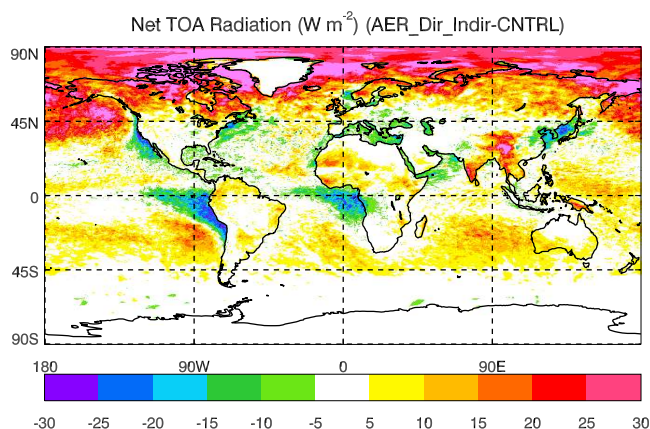 Net TOA Radiation (W m⁻²) (AER_Dir_Indir-CNTRL)
90N
45N
0
45S
90S
180 90W 0 90E
-30 -25 -20 -15 -10 -5 5 10 15 20 25 30